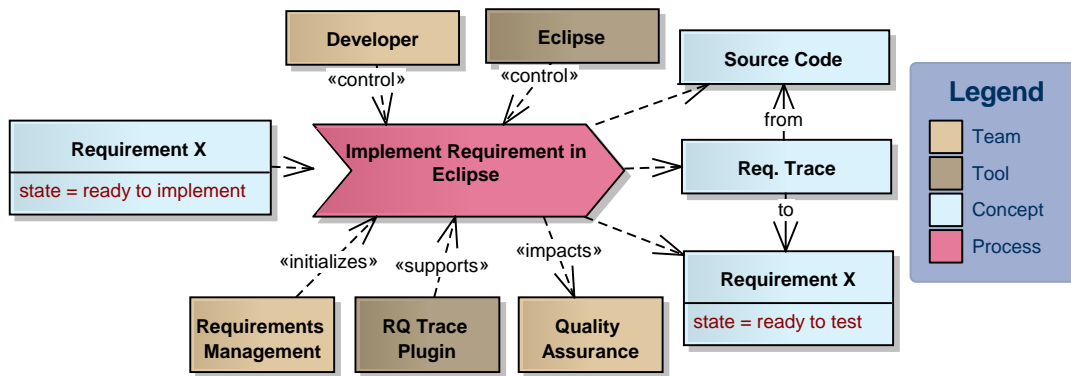 Developer
Eclipse
«control»
«control»
Source Code
Legend
Team
Tool
Concept
Process
from
Requirement X
state = ready to implement
Implement Requirement in
Eclipse
Req. Trace
to
«initializes»
«supports»
«impacts»
Requirement X
state = ready to test
Requirements
Management
RQ Trace
Plugin
Quality
Assurance